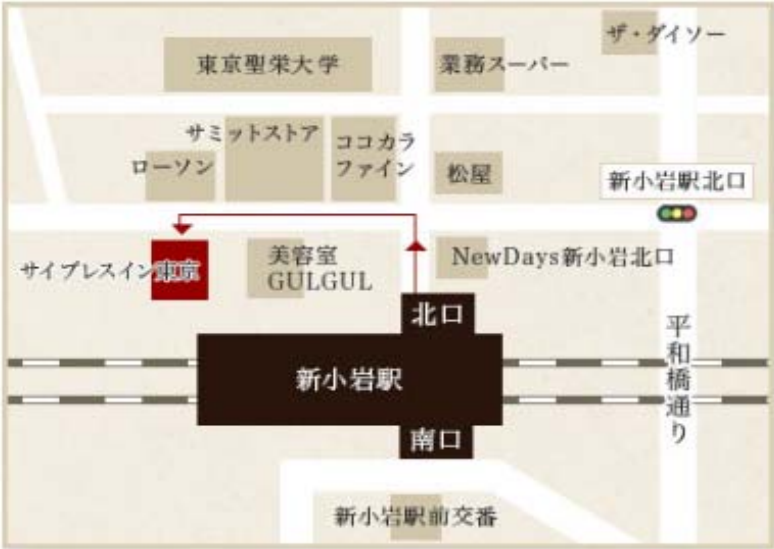 ザ・ダイソー
東京聖栄大学
業務スーパー
サミットストア
ココカラ
ファイン
ローソン
松屋
新小岩駅北口
サイプレスイン東京
美容室
GULGUL
NewDays新小岩北口
北口
新小岩駅
南口
平和橋通り
新小岩駅前交番